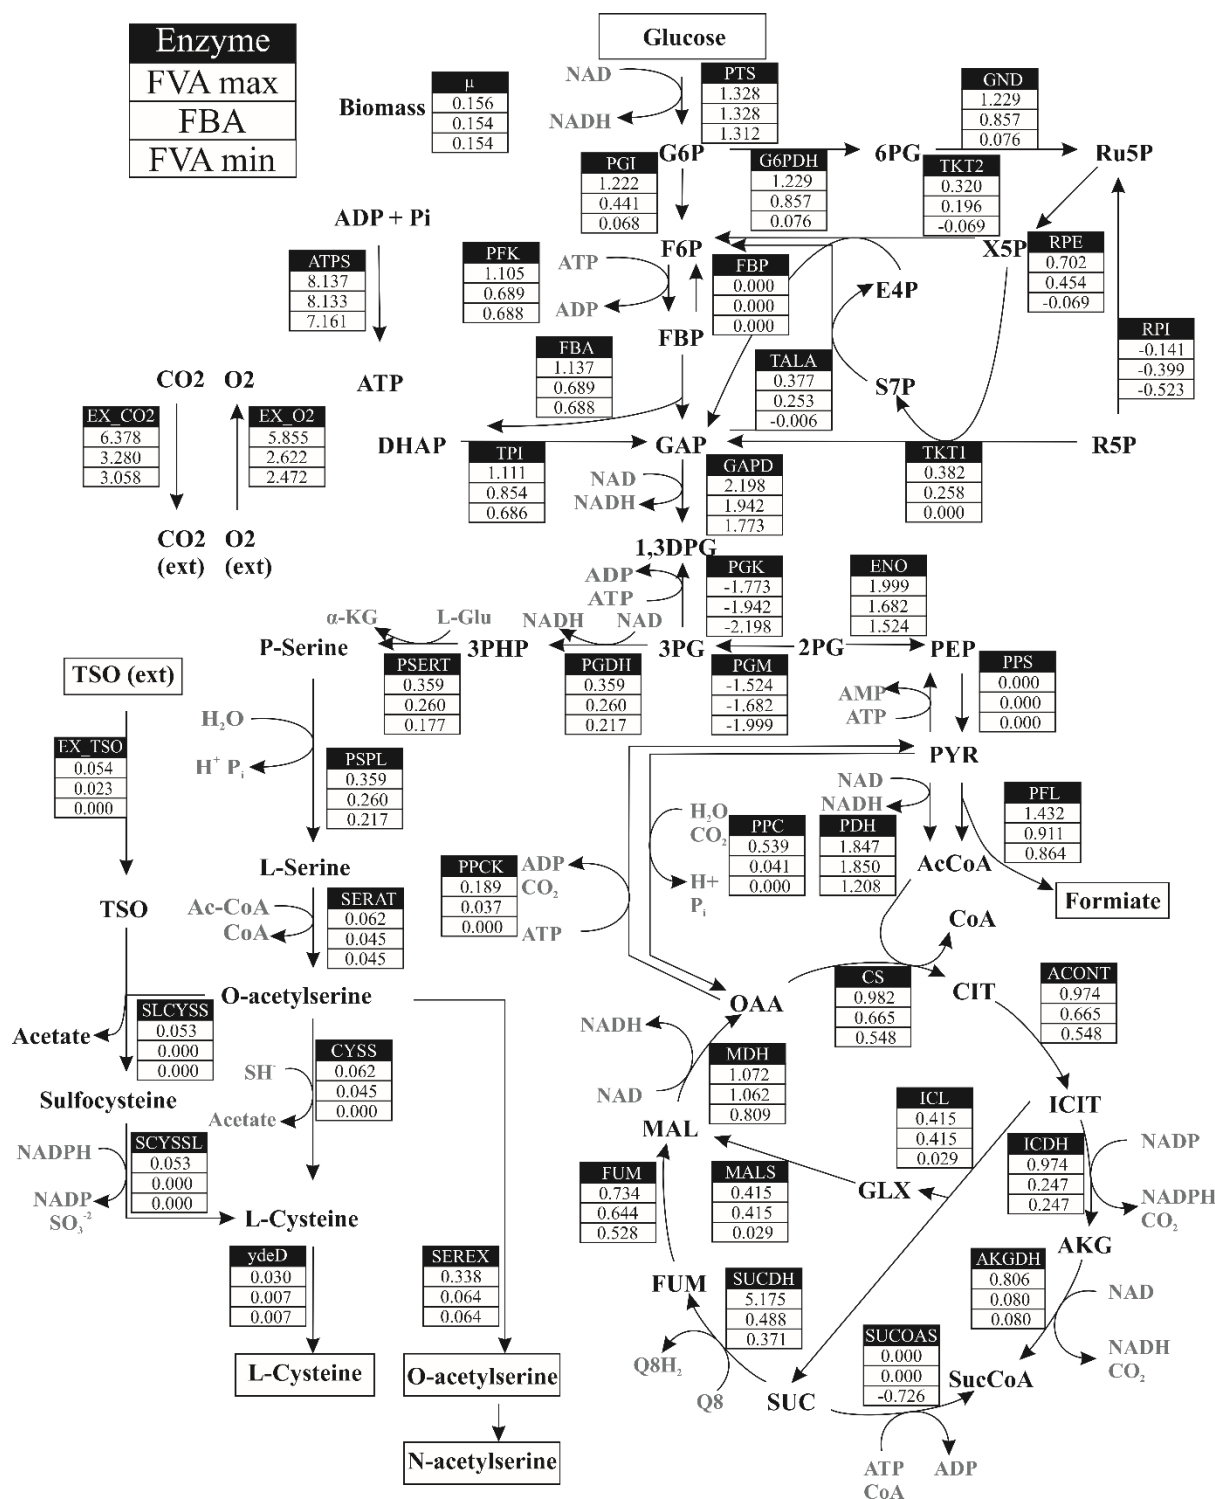 Enzyme
FVA max
FBA
FVA min
Glucose
Biomass
μ
0.156
0.154
0.154
NAD
NADH
PTS
1.328
1.328
1.312
GND
1.229
0.857
0.076
G6P
6PG
Ru5P
PGI
1.222
0.441
0.068
G6PDH
1.229
0.857
0.076
TKT2
0.320
0.196
-0.069
ADP + Pi
F6P
X5P
RPE
0.702
0.454
-0.069
ATPS
8.137
8.133
7.161
PFK
1.105
0.689
0.688
ATP
ADP
FBP
0.000
0.000
0.000
E4P
RPI
-0.141
-0.399
-0.523
FBP
FBA
1.137
0.689
0.688
TALA
0.377
0.253
-0.006
S7P
ATP
CO2
O2
EX_CO2
6.378
3.280
3.058
EX_O2
5.855
2.622
2.472
DHAP
GAP
R5P
TPI
1.111
0.854
0.686
NAD
NADH
GAPD
2.198
1.942
1.773
TKT1
0.382
0.258
0.000
CO2
(ext)
O2
(ext)
1,3DPG
ADP
ATP
PGK
-1.773
-1.942
-2.198
ENO
1.999
1.682
1.524
α-KG
L-Glu
NADH
NAD
P-Serine
3PHP
3PG
2PG
PEP
PSERT
0.359
0.260
0.177
PGDH
0.359
0.260
0.217
PGM
-1.524
-1.682
-1.999
PPS
0.000
0.000
0.000
TSO (ext)
AMP
ATP
H₂O
H⁺ Pᵢ
EX_TSO
0.054
0.023
0.000
PSPL
0.359
0.260
0.217
PYR
NAD
NADH
PFL
1.432
0.911
0.864
H₂O
CO₂
H+
Pᵢ
PPC
0.539
0.041
0.000
PDH
1.847
1.850
1.208
L-Serine
PPCK
0.189
0.037
0.000
ADP
CO₂
ATP
AcCoA
Formiate
TSO
Ac-CoA
CoA
SERAT
0.062
0.045
0.045
CoA
O-acetylserine
OAA
CS
0.982
0.665
0.548
CIT
ACONT
0.974
0.665
0.548
Acetate
SLCYSS
0.053
0.000
0.000
NADH
NAD
MDH
1.072
1.062
0.809
SH⁻
Acetate
CYSS
0.062
0.045
0.000
Sulfocysteine
ICL
0.415
0.415
0.029
ICIT
MAL
NADPH
NADP
SO₃⁻²
SCYSSL
0.053
0.000
0.000
FUM
0.734
0.644
0.528
MALS
0.415
0.415
0.029
GLX
ICDH
0.974
0.247
0.247
NADP
NADPH
CO₂
L-Cysteine
AKG
ydeD
0.030
0.007
0.007
SEREX
0.338
0.064
0.064
FUM
SUCDH
5.175
0.488
0.371
AKGDH
0.806
0.080
0.080
NAD
NADH
CO₂
Q8H₂
Q8
SUCOAS
0.000
0.000
-0.726
L-Cysteine
O-acetylserine
SUC
SucCoA
N-acetylserine
ATP
CoA
ADP